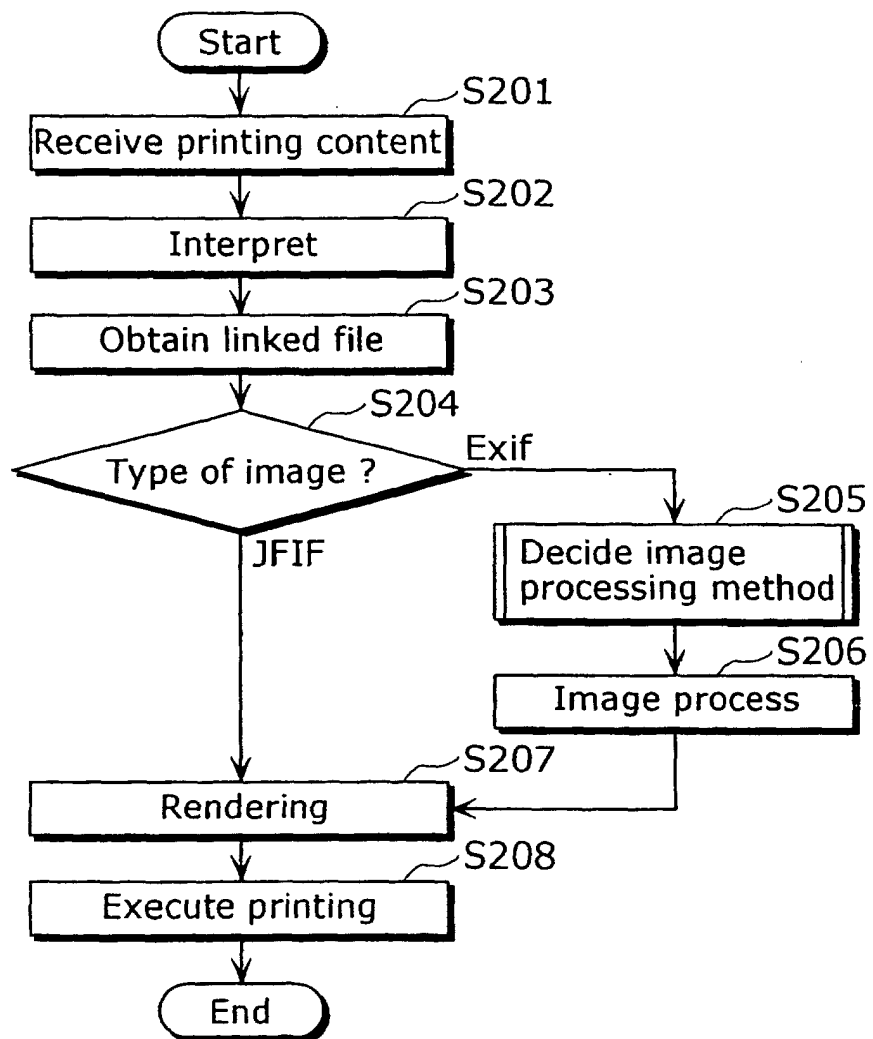 Start
S201
Receive printing content
S202
Interpret
S203
Obtain linked file
S204
Type of image ?
Exif
JFIF
S205
Decide image
processing method
S206
Image process
S207
Rendering
S208
Execute printing
End